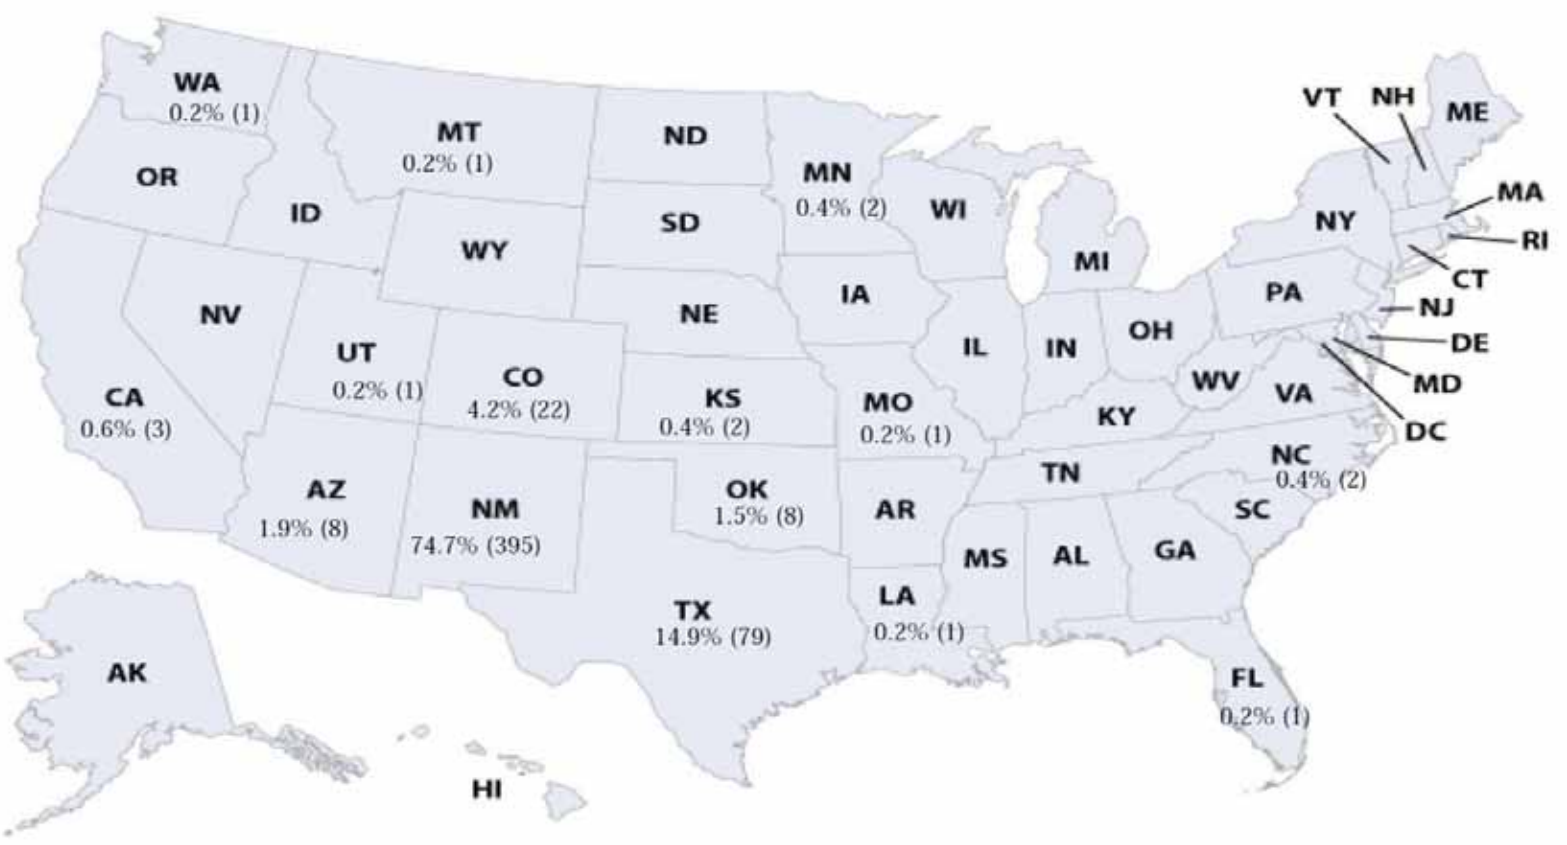 WA
0.2% (1)
MT
0.2% (1)
ND
MN
0.4% (2)
OR
ID
WY
SD
WI
MI
VT
NH
ME
MA
NY
RI
CT
NJ
PA
DE
MD
DC
NV
UT
0.2% (1)
CO
4.2% (22)
NE
IA
IL
IN
OH
WV
VA
CA
0.6% (3)
KS
0.4% (2)
MO
0.2% (1)
KY
TN
NC
0.4% (2)
SC
AZ
1.9% (8)
NM
74.7% (395)
OK
1.5% (8)
AR
MS
AL
GA
TX
14.9% (79)
LA
0.2% (1)
FL
0.2% (1)
AK
HI